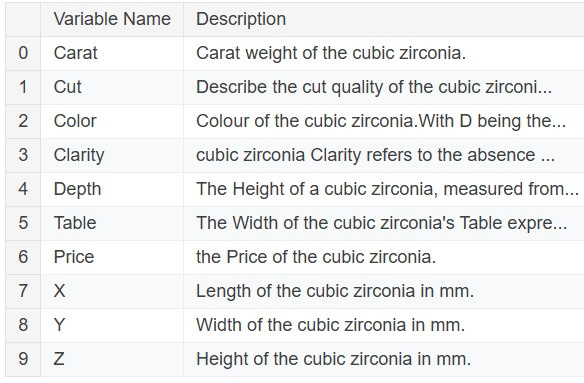 Variable Name Description
0 Carat Carat weight of the cubic zirconia.
1 Cut Describe the cut quality of the cubic zirconi...
2 Color Colour of the cubic zirconia.With D being the...
3 Clarity cubic zirconia Clarity refers to the absence ...
4 Depth The Height of a cubic zirconia, measured from...
5 Table The Width of the cubic zirconia's Table expre...
6 Price the Price of the cubic zirconia.
7 X Length of the cubic zirconia in mm.
8 Y Width of the cubic zirconia in mm.
9 Z Height of the cubic zirconia in mm.